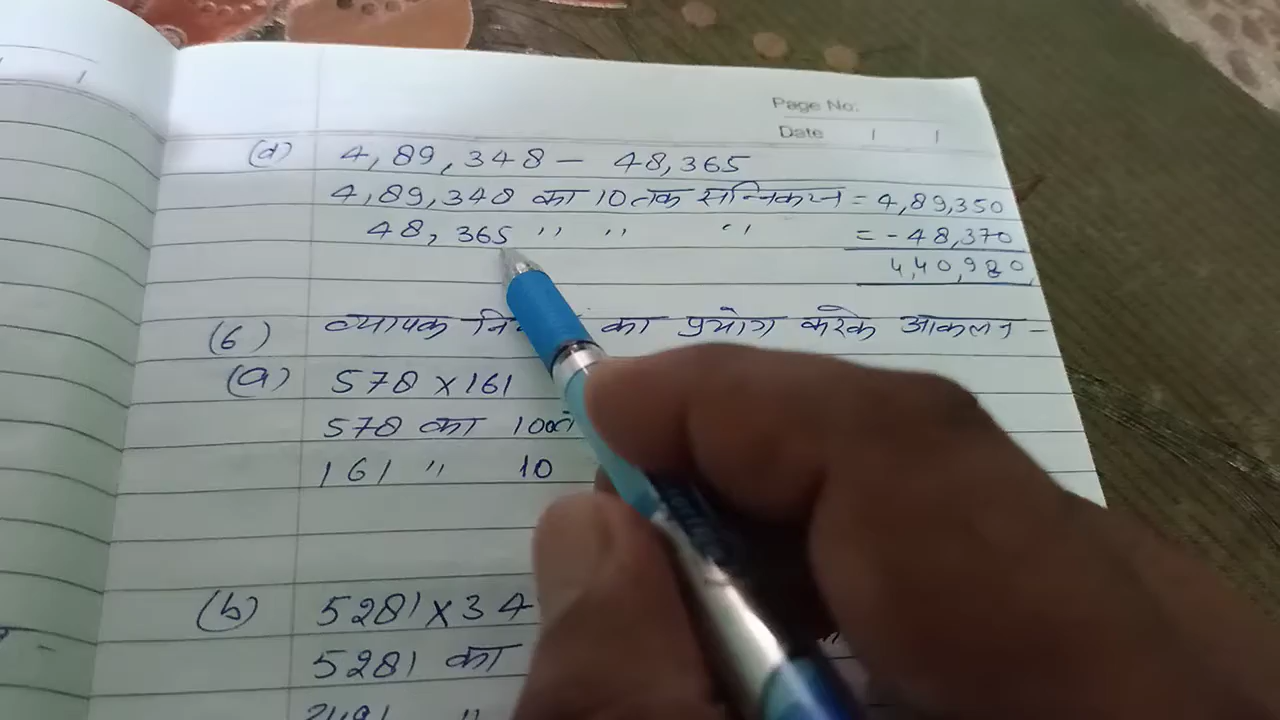 Page No:
Date / /
(d) 4,89,348 - 48,365
4,89,348 का 10 तक सन्निकटन = 4,89,350
48,365 " " " = - 48,370
4,40,980
(6) व्यापक का प्रयोग करके आकलन -
(a) 578 × 161
578 का 100
161 " 10
(b) 5281 × 34
5281 का